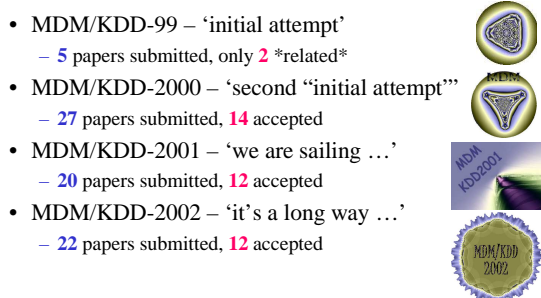 • MDM/KDD-99 – ‘initial attempt’
– 5 papers submitted, only 2 *related*
• MDM/KDD-2000 – ‘second “initial attempt”’
– 27 papers submitted, 14 accepted
• MDM/KDD-2001 – ‘we are sailing …’
– 20 papers submitted, 12 accepted
• MDM/KDD-2002 – ‘it's a long way …’
– 22 papers submitted, 12 accepted
MDM
MDM
KDD2001
MDM/KDD
2002